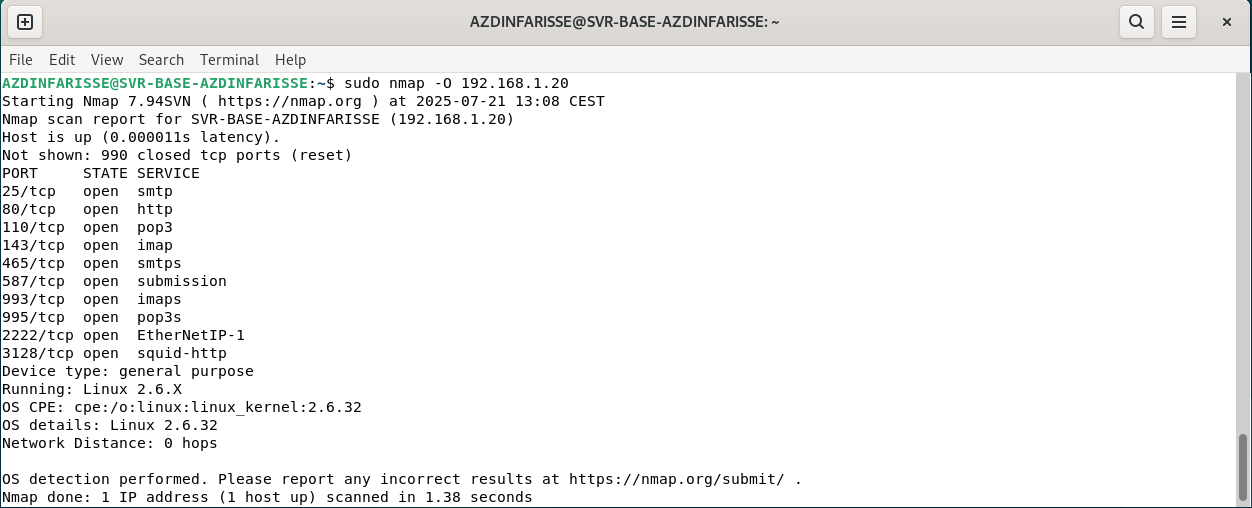 AZDINFARISSE@SVR-BASE-AZDINFARISSE: ~
File Edit View Search Terminal Help
AZDINFARISSE@SVR-BASE-AZDINFARISSE:~$ sudo nmap -O 192.168.1.20
Starting Nmap 7.94SVN ( https://nmap.org ) at 2025-07-21 13:08 CEST
Nmap scan report for SVR-BASE-AZDINFARISSE (192.168.1.20)
Host is up (0.000011s latency).
Not shown: 990 closed tcp ports (reset)
PORT     STATE SERVICE
25/tcp   open  smtp
80/tcp   open  http
110/tcp  open  pop3
143/tcp  open  imap
465/tcp  open  smtps
587/tcp  open  submission
993/tcp  open  imaps
995/tcp  open  pop3s
2222/tcp open  EtherNetIP-1
3128/tcp open  squid-http
Device type: general purpose
Running: Linux 2.6.X
OS CPE: cpe:/o:linux:linux_kernel:2.6.32
OS details: Linux 2.6.32
Network Distance: 0 hops
OS detection performed. Please report any incorrect results at https://nmap.org/submit/ .
Nmap done: 1 IP address (1 host up) scanned in 1.38 seconds